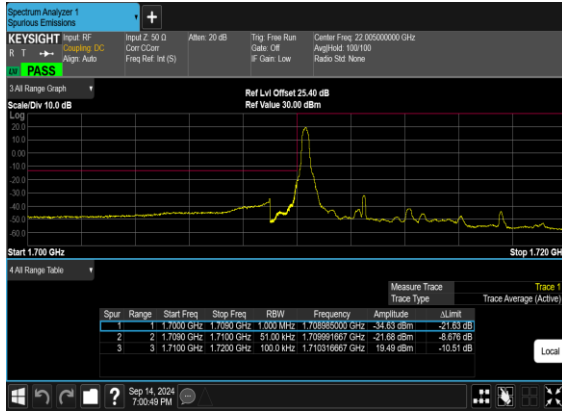 Spectrum Analyzer 1
Spurious Emissions
KEYSIGHT Input: RF Input Z: 50 Ω Atten: 20 dB Trig: Free Run Center Freq: 22.005000000 GHz
R T Coupling: DC Corr CCorr Gate: Off Avg|Hold: 100/100
Align: Auto Freq Ref: Int (S) IF Gain: Low Radio Std: None
LXI PASS
3 All Range Graph
Ref Lvl Offset 25.40 dB
Scale/Div 10.0 dB Ref Value 30.00 dBm
Log
20.0
10.0
0.00
-10.0
-20.0
-30.0
-40.0
-50.0
-60.0
Start 1.700 GHz Stop 1.720 GH
4 All Range Table
Measure Trace Trace 1
Trace Type Trace Average (Active)
Spur Range Start Freq Stop Freq RBW Frequency Amplitude ΔLimit
1 1 1.7000 GHz 1.7090 GHz 1.000 MHz 1.708985000 GHz -34.63 dBm -21.63 dB
2 2 1.7090 GHz 1.7100 GHz 51.00 kHz 1.709991667 GHz -21.68 dBm -8.676 dB
3 3 1.7100 GHz 1.7200 GHz 100.0 kHz 1.710316667 GHz 19.49 dBm -10.51 dB
Local
? Sep 14, 2024
7:00:49 PM